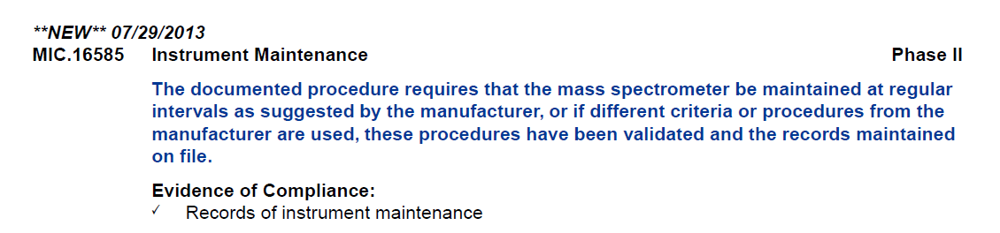 **NEW** 07/29/2013
MIC.16585 Instrument Maintenance Phase II
The documented procedure requires that the mass spectrometer be maintained at regular
intervals as suggested by the manufacturer, or if different criteria or procedures from the
manufacturer are used, these procedures have been validated and the records maintained
on file.
Evidence of Compliance:
✓ Records of instrument maintenance